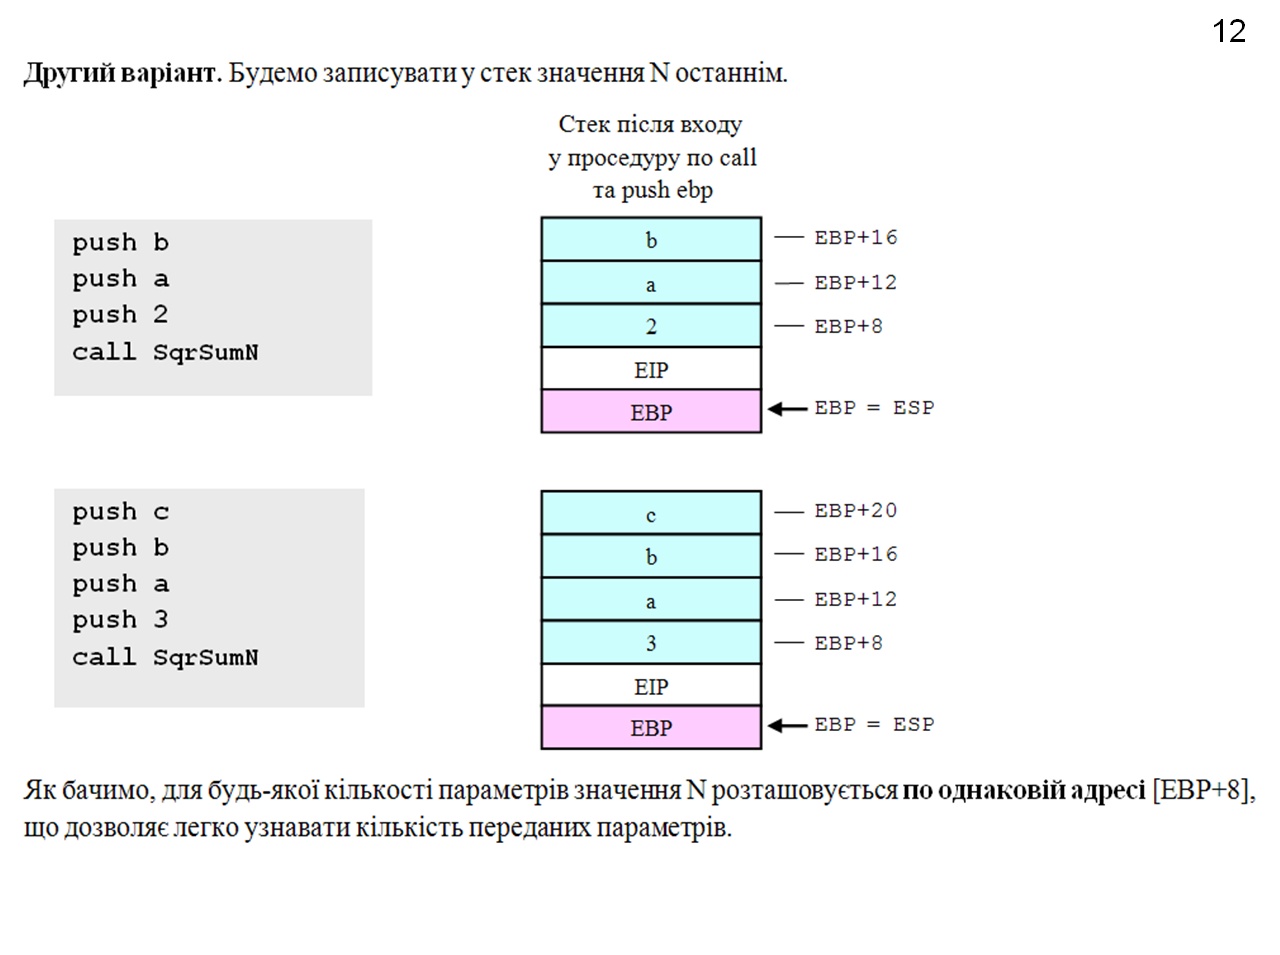 12
Другий варіант. Будемо записувати у стек значення N останнім.
Стек після входу
у проседуру по call
та push ebp
push b
push a
push 2
call SqrSumN
b
EBP+16
a
EBP+12
2
EBP+8
EIP
EBP
EBP = ESP
push c
push b
push a
push 3
call SqrSumN
c
EBP+20
b
EBP+16
a
EBP+12
3
EBP+8
EIP
EBP
EBP = ESP
Як бачимо, для будь-якої кількості параметрів значення N розташовується по однаковій адресі [EBP+8],
що дозволяє легко узнавати кількість переданих параметрів.